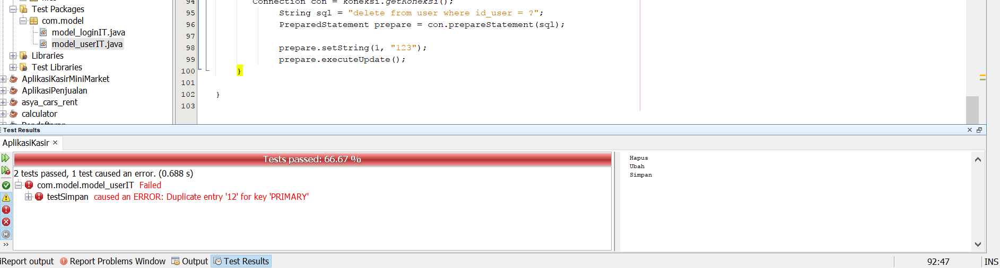 Test Packages
com.model
model_loginIT.java
model_userIT.java
Libraries
Test Libraries
AplikasiKasirMiniMarket
AplikasiPenjualan
asya_cars_rent
calculator
94 Connection con = koneksi.getKoneksi();
95 String sql = "delete from user where id_user = ?";
96 PreparedStatement prepare = con.prepareStatement(sql);
97
98 prepare.setString(1, "123");
99 prepare.executeUpdate();
100 }
101
102 }
103
Test Results
AplikasiKasir ×
Tests passed: 66.67 %
2 tests passed, 1 test caused an error. (0.688 s)
com.model.model_userIT Failed
testSimpan caused an ERROR: Duplicate entry '12' for key 'PRIMARY'
Hapus
Ubah
Simpan
iReport output Report Problems Window Output Test Results 92:47 INS